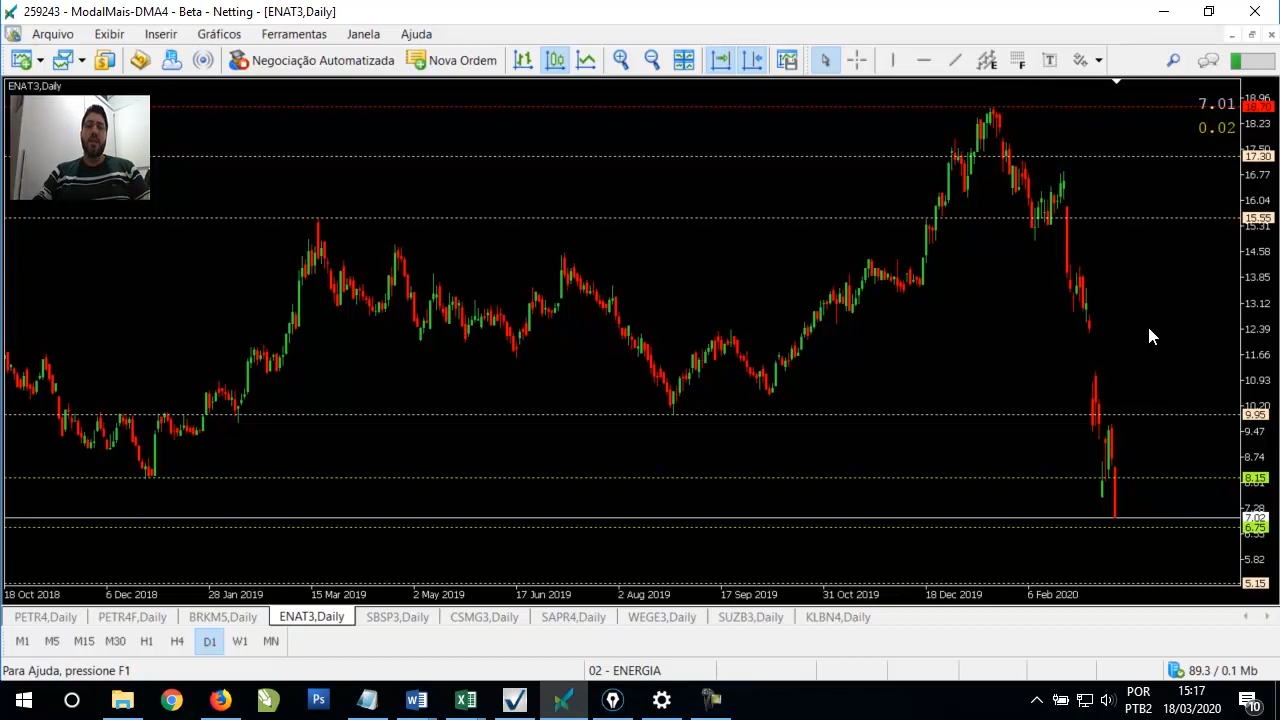 259243 - ModalMais-DMA4 - Beta - Netting - [ENAT3,Daily]
Arquivo Exibir Inserir Gráficos Ferramentas Janela Ajuda
Negociação Automatizada Nova Ordem
ENAT3,Daily
7.01
0.02
18.96
18.70
18.23
17.50
17.30
16.77
16.04
15.55
15.31
14.58
13.85
13.12
12.39
11.66
10.93
10.20
9.95
9.47
8.74
8.15
7.28
7.02
6.75
5.82
5.15
18 Oct 2018 6 Dec 2018 28 Jan 2019 15 Mar 2019 2 May 2019 17 Jun 2019 2 Aug 2019 17 Sep 2019 31 Oct 2019 18 Dec 2019 6 Feb 2020
PETR4,Daily PETR4F,Daily BRKM5,Daily ENAT3,Daily SBSP3,Daily CSMG3,Daily SAPR4,Daily WEGE3,Daily SUZB3,Daily KLBN4,Daily
M1 M5 M15 M30 H1 H4 D1 W1 MN
Para Ajuda, pressione F1 02 - ENERGIA 89.3 / 0.1 Mb
POR 15:17
PTB2 18/03/2020 10